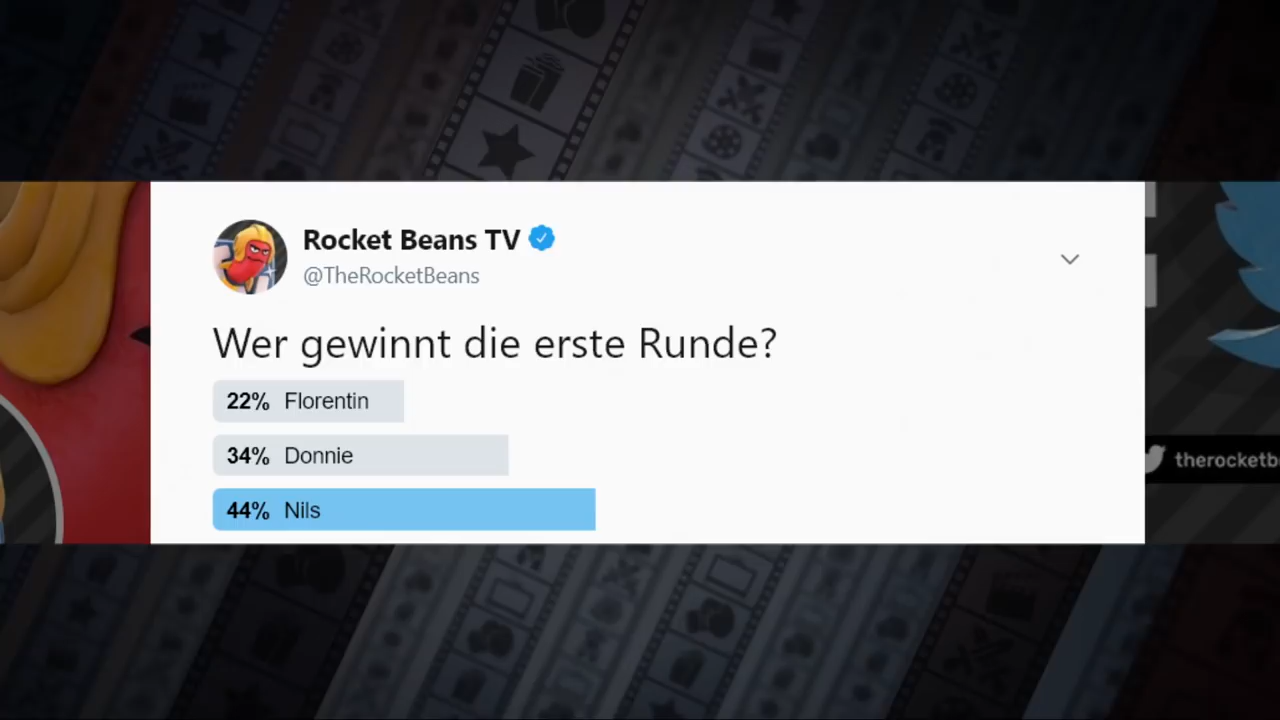 Rocket Beans TV
@TheRocketBeans
Wer gewinnt die erste Runde?
22% Florentin
34% Donnie
44% Nils
therocketb